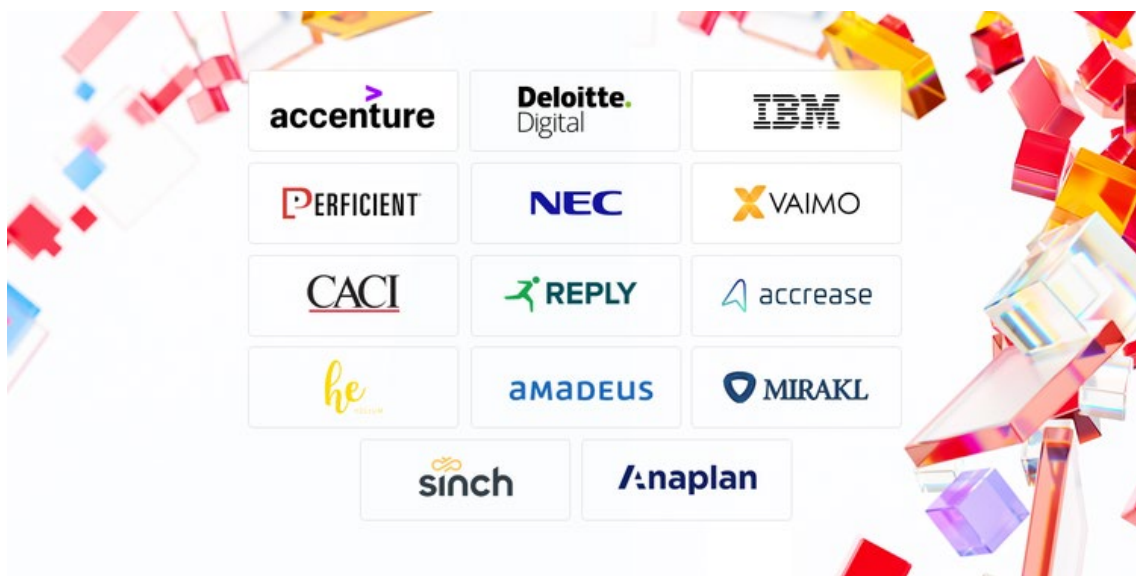 accenture
Deloitte.
Digital
IBM
PERFICIENT
NEC
VAIMO
CACI
REPLY
accrease
he
amadeus
MIRAKL
sinch
Anaplan